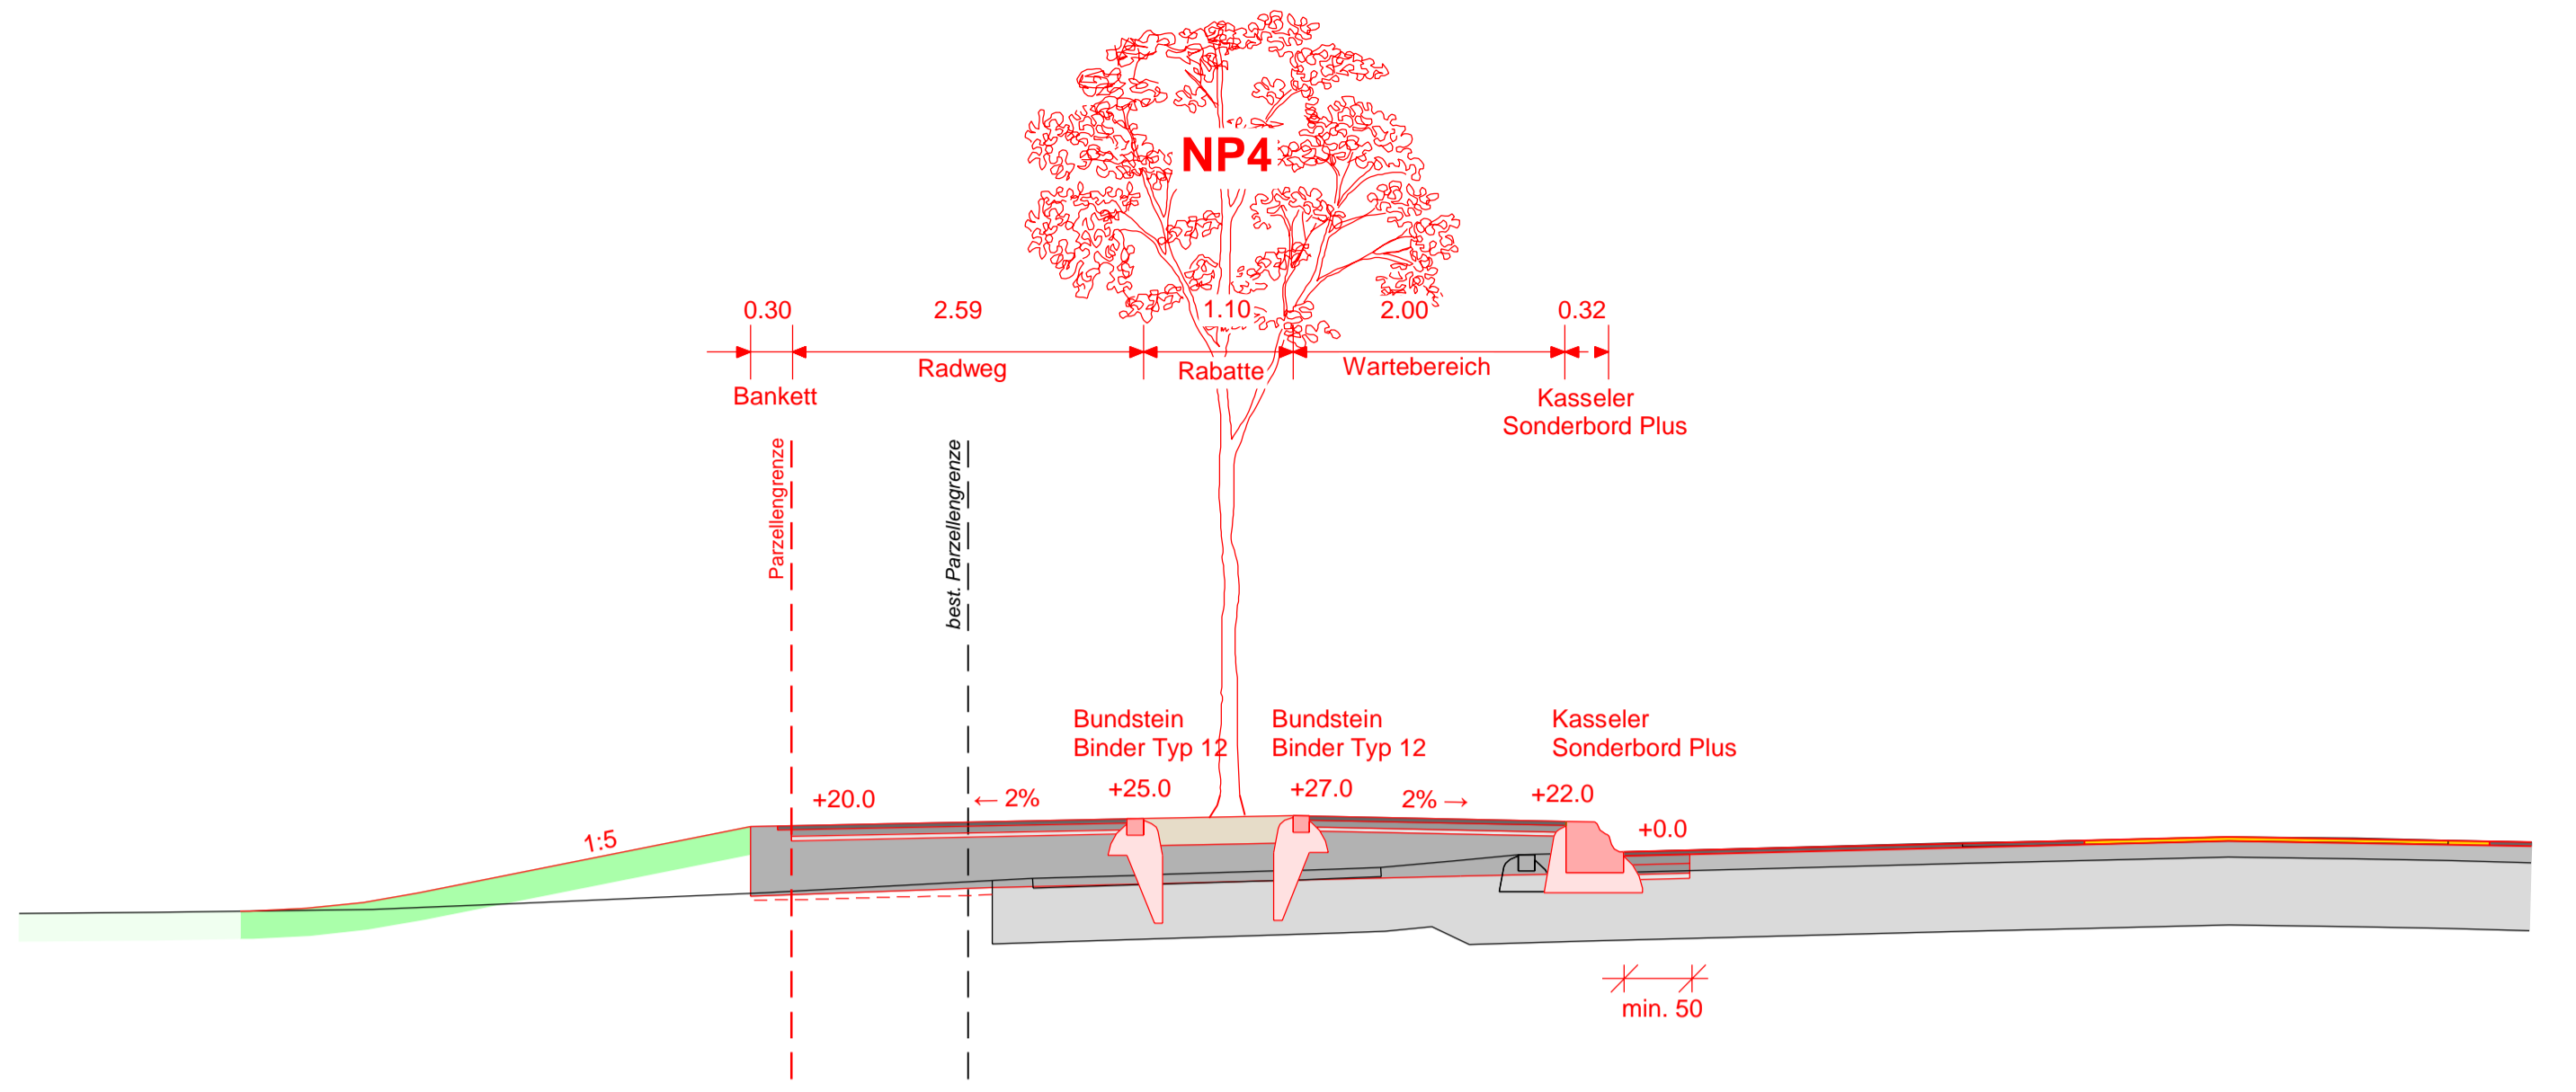 NP4
0.30
2.59
1.10
2.00
0.32
Radweg
Rabatte
Wartebereich
Bankett
Kasseler
Sonderbord Plus
Parzellengrenze
best. Parzellengrenze
Bundstein
Binder Typ 12
Bundstein
Binder Typ 12
Kasseler
Sonderbord Plus
+20.0
← 2%
+25.0
+27.0
2% →
+22.0
+0.0
1:5
min. 50